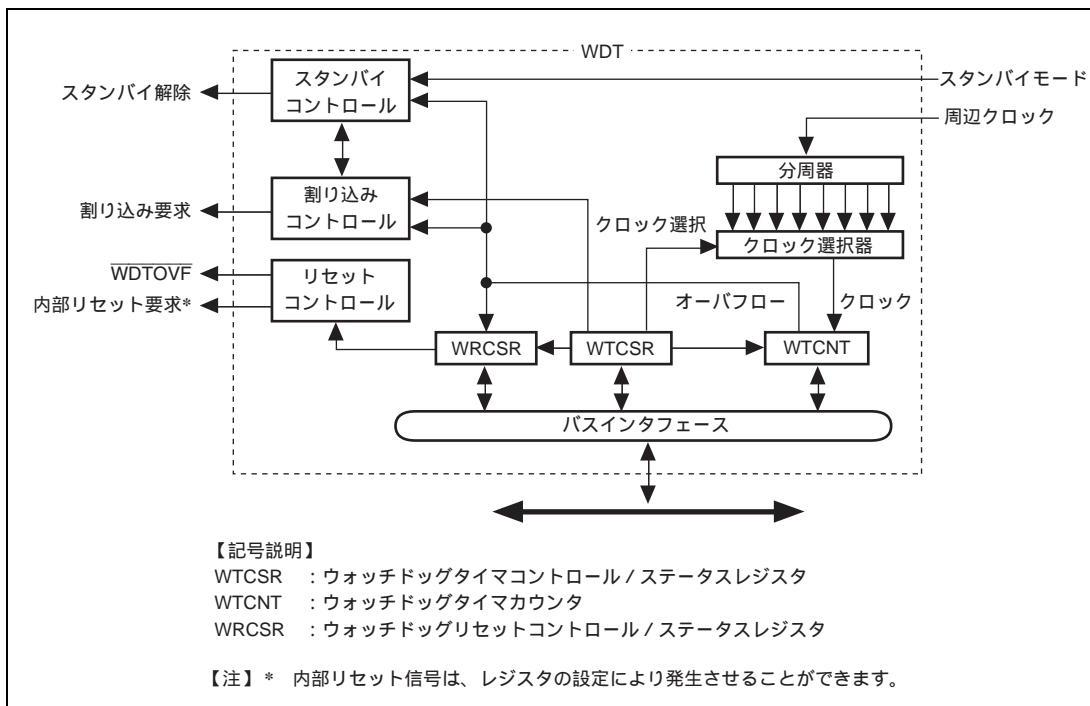 WDT
スタンバイ解除
スタンバイ
コントロール
スタンバイモード
周辺クロック
分周器
割り込み要求
割り込み
コントロール
クロック選択
クロック選択器
WDTOVF
内部リセット要求*
リセット
コントロール
オーバフロー
クロック
WRCSR
WTCSR
WTCNT
バスインタフェース
【記号説明】
WTCSR :ウォッチドッグタイマコントロール / ステータスレジスタ
WTCNT :ウォッチドッグタイマカウンタ
WRCSR :ウォッチドッグリセットコントロール / ステータスレジスタ
【注】* 内部リセット信号は、レジスタの設定により発生させることができます。